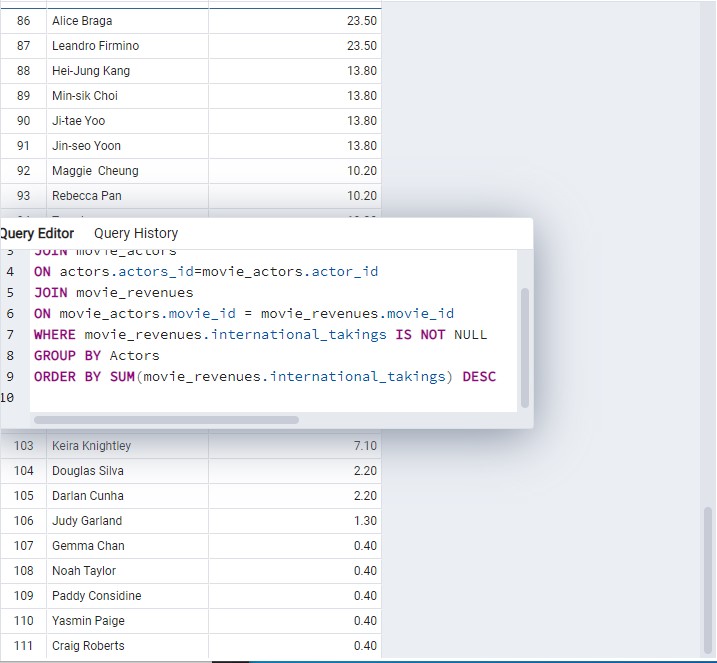 86 Alice Braga 23.50
87 Leandro Firmino 23.50
88 Hei-Jung Kang 13.80
89 Min-sik Choi 13.80
90 Ji-tae Yoo 13.80
91 Jin-seo Yoon 13.80
92 Maggie Cheung 10.20
93 Rebecca Pan 10.20
Query Editor Query History
3 JOIN movie_actors
4 ON actors.actors_id=movie_actors.actor_id
5 JOIN movie_revenues
6 ON movie_actors.movie_id = movie_revenues.movie_id
7 WHERE movie_revenues.international_takings IS NOT NULL
8 GROUP BY Actors
9 ORDER BY SUM(movie_revenues.international_takings) DESC
10
103 Keira Knightley 7.10
104 Douglas Silva 2.20
105 Darlan Cunha 2.20
106 Judy Garland 1.30
107 Gemma Chan 0.40
108 Noah Taylor 0.40
109 Paddy Considine 0.40
110 Yasmin Paige 0.40
111 Craig Roberts 0.40